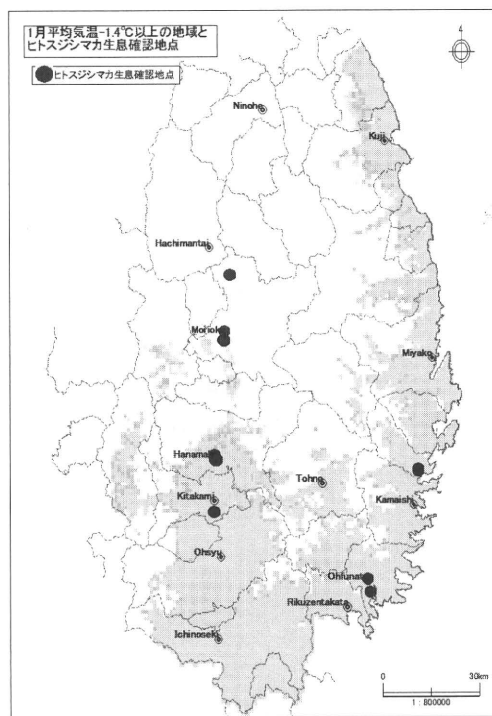 1月平均気温-1.4℃以上の地域と
ヒトスジシマカ生息確認地点
ヒトスジシマカ生息確認地点
4
Ninohe
Kuji
Hachimantai
Morioka
Miyako
Hanamaki
Tohno
Kitakami
Kamaishi
Ohsyu
Ohfunato
Rikuzentakata
Ichinoseki
0 30km
1：800000